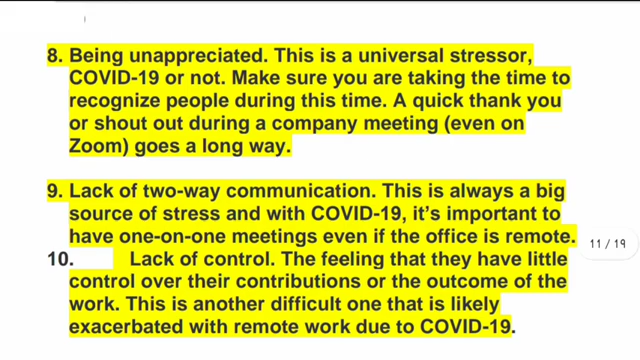 8. Being unappreciated. This is a universal stressor,
COVID-19 or not. Make sure you are taking the time to
recognize people during this time. A quick thank you
or shout out during a company meeting (even on
Zoom) goes a long way.
9. Lack of two-way communication. This is always a big
source of stress and with COVID-19, it's important to
have one-on-one meetings even if the office is remote.
11 / 19
10. Lack of control. The feeling that they have little
control over their contributions or the outcome of the
work. This is another difficult one that is likely
exacerbated with remote work due to COVID-19.